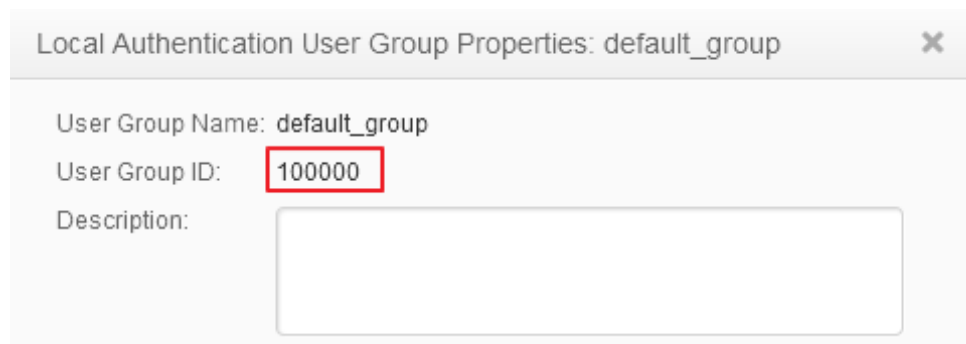 Local Authentication User Group Properties: default_group
User Group Name: default_group
User Group ID: 100000
Description: